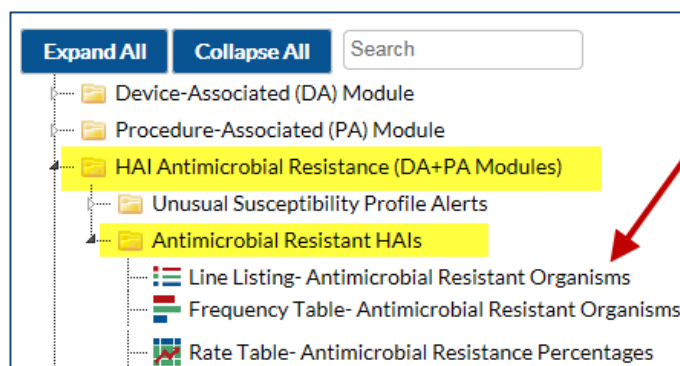 Expand All Collapse All Search
Device-Associated (DA) Module
Procedure-Associated (PA) Module
HAI Antimicrobial Resistance (DA+PA Modules)
Unusual Susceptibility Profile Alerts
Antimicrobial Resistant HAIs
Line Listing- Antimicrobial Resistant Organisms
Frequency Table- Antimicrobial Resistant Organisms
Rate Table- Antimicrobial Resistance Percentages